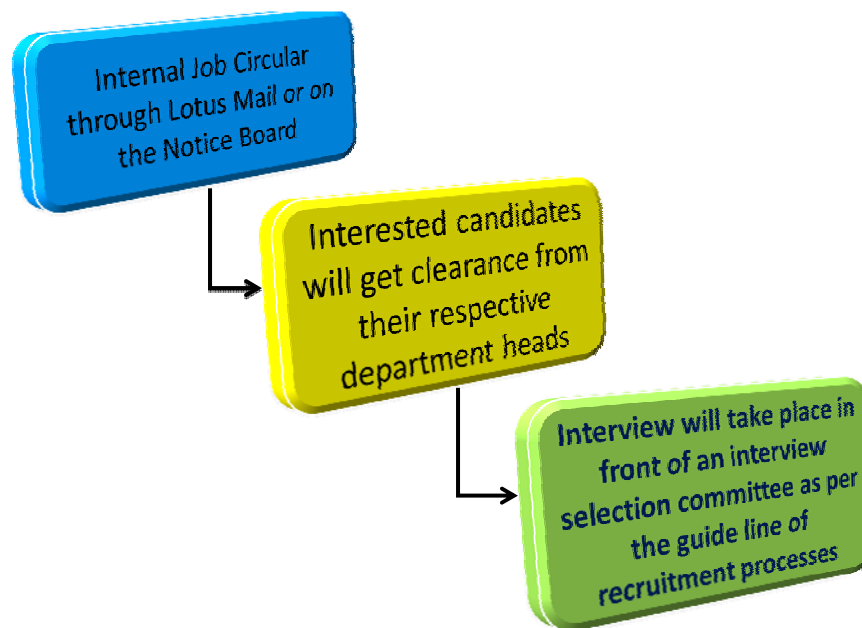 Internal Job Circular
through Lotus Mail or on
the Notice Board
Interested candidates
will get clearance from
their respective
department heads
Interview will take place in
front of an interview
selection committee as per
the guide line of
recruitment processes